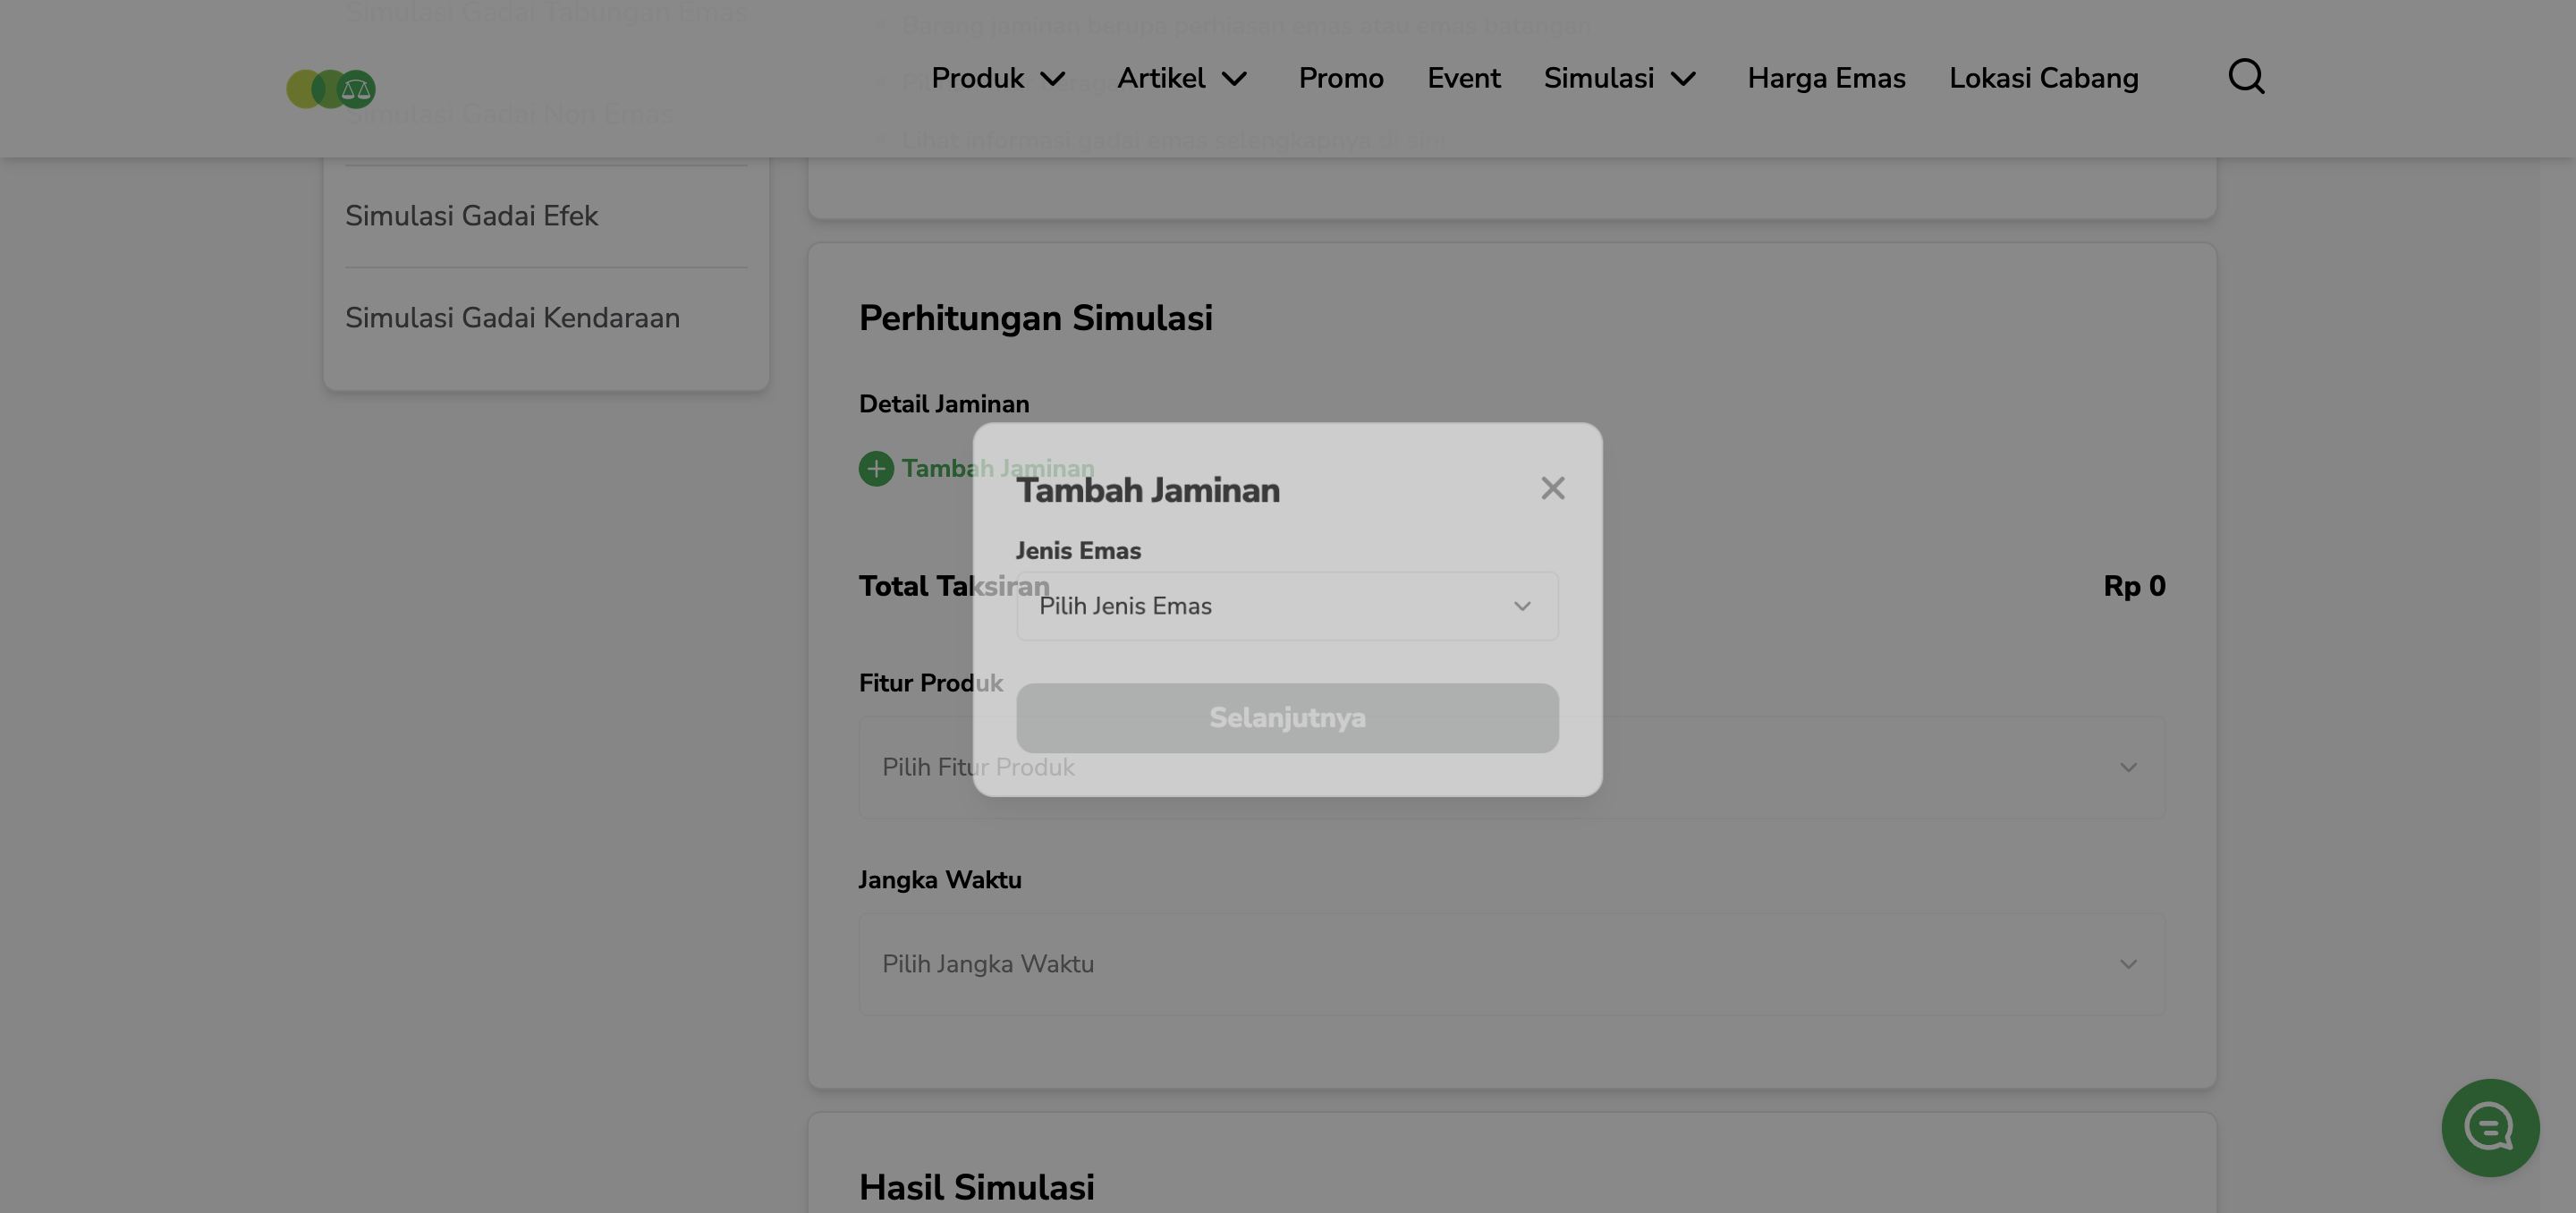 Simulasi Gadai Tabungan Emas
Simulasi Gadai Non Emas
Simulasi Gadai Efek
Simulasi Gadai Kendaraan
Barang jaminan berupa perhiasan emas atau emas batangan
Lihat informasi gadai emas selengkapnya di sini
Produk
Artikel
Promo
Event
Simulasi
Harga Emas
Lokasi Cabang
Perhitungan Simulasi
Detail Jaminan
Tambah Jaminan
Tambah Jaminan
Jenis Emas
Pilih Jenis Emas
Selanjutnya
Total Taksiran
Rp 0
Fitur Produk
Pilih Fitur Produk
Jangka Waktu
Pilih Jangka Waktu
Hasil Simulasi